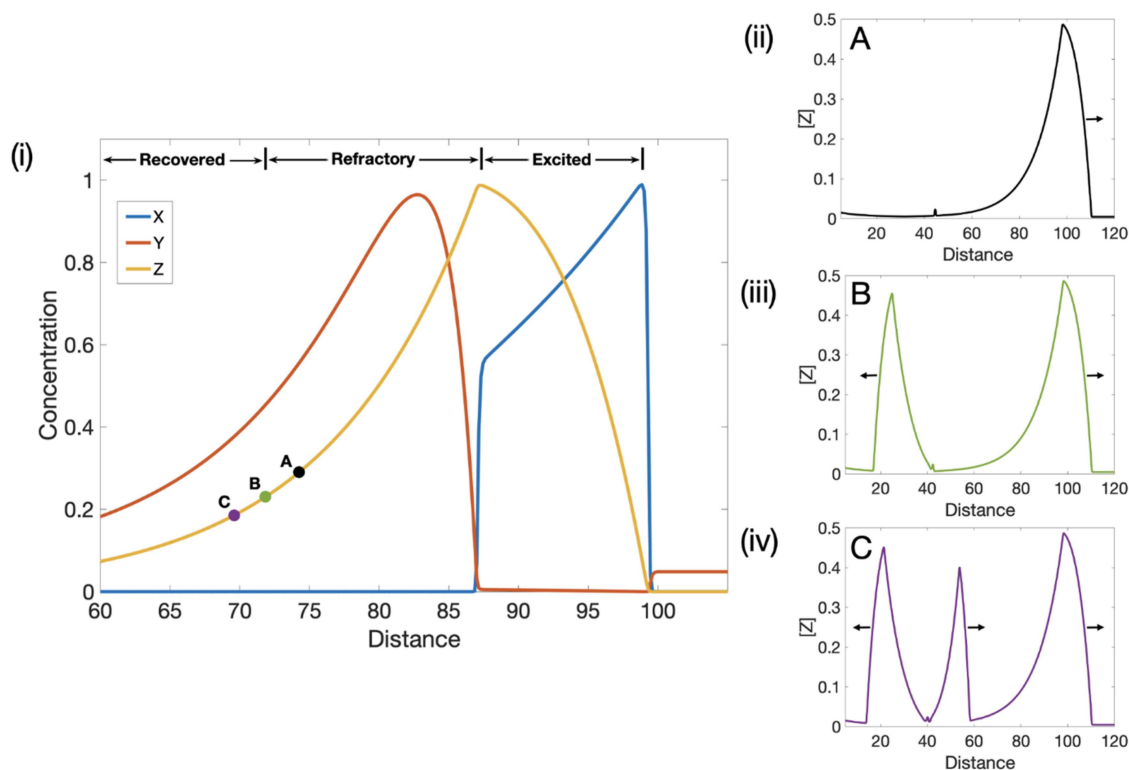 (i)
Recovered Refractory Excited
Concentration
1
0.8
0.6
0.4
0.2
0
X
Y
Z
C
B
A
60 65 70 75 80 85 90 95 100
Distance
(ii)
A
[Z]
0.5
0.4
0.3
0.2
0.1
0
20 40 60 80 100 120
Distance
(iii)
B
[Z]
0.5
0.4
0.3
0.2
0.1
0
20 40 60 80 100 120
Distance
(iv)
C
[Z]
0.5
0.4
0.3
0.2
0.1
0
20 40 60 80 100 120
Distance